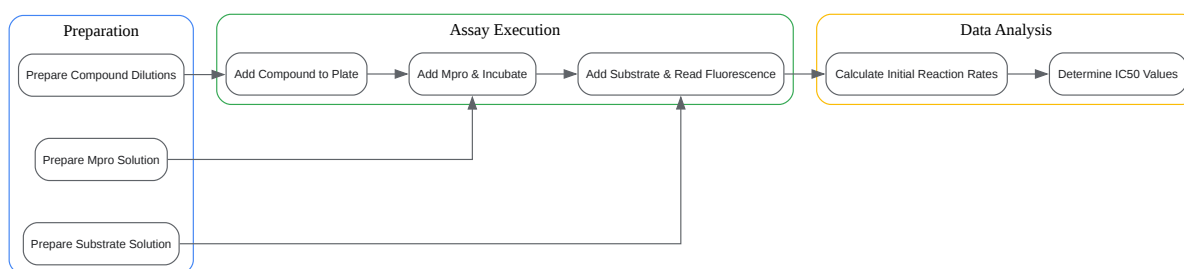 Preparation
Prepare Compound Dilutions
Prepare Mpro Solution
Prepare Substrate Solution
Assay Execution
Add Compound to Plate
Add Mpro & Incubate
Add Substrate & Read Fluorescence
Data Analysis
Calculate Initial Reaction Rates
Determine IC50 Values